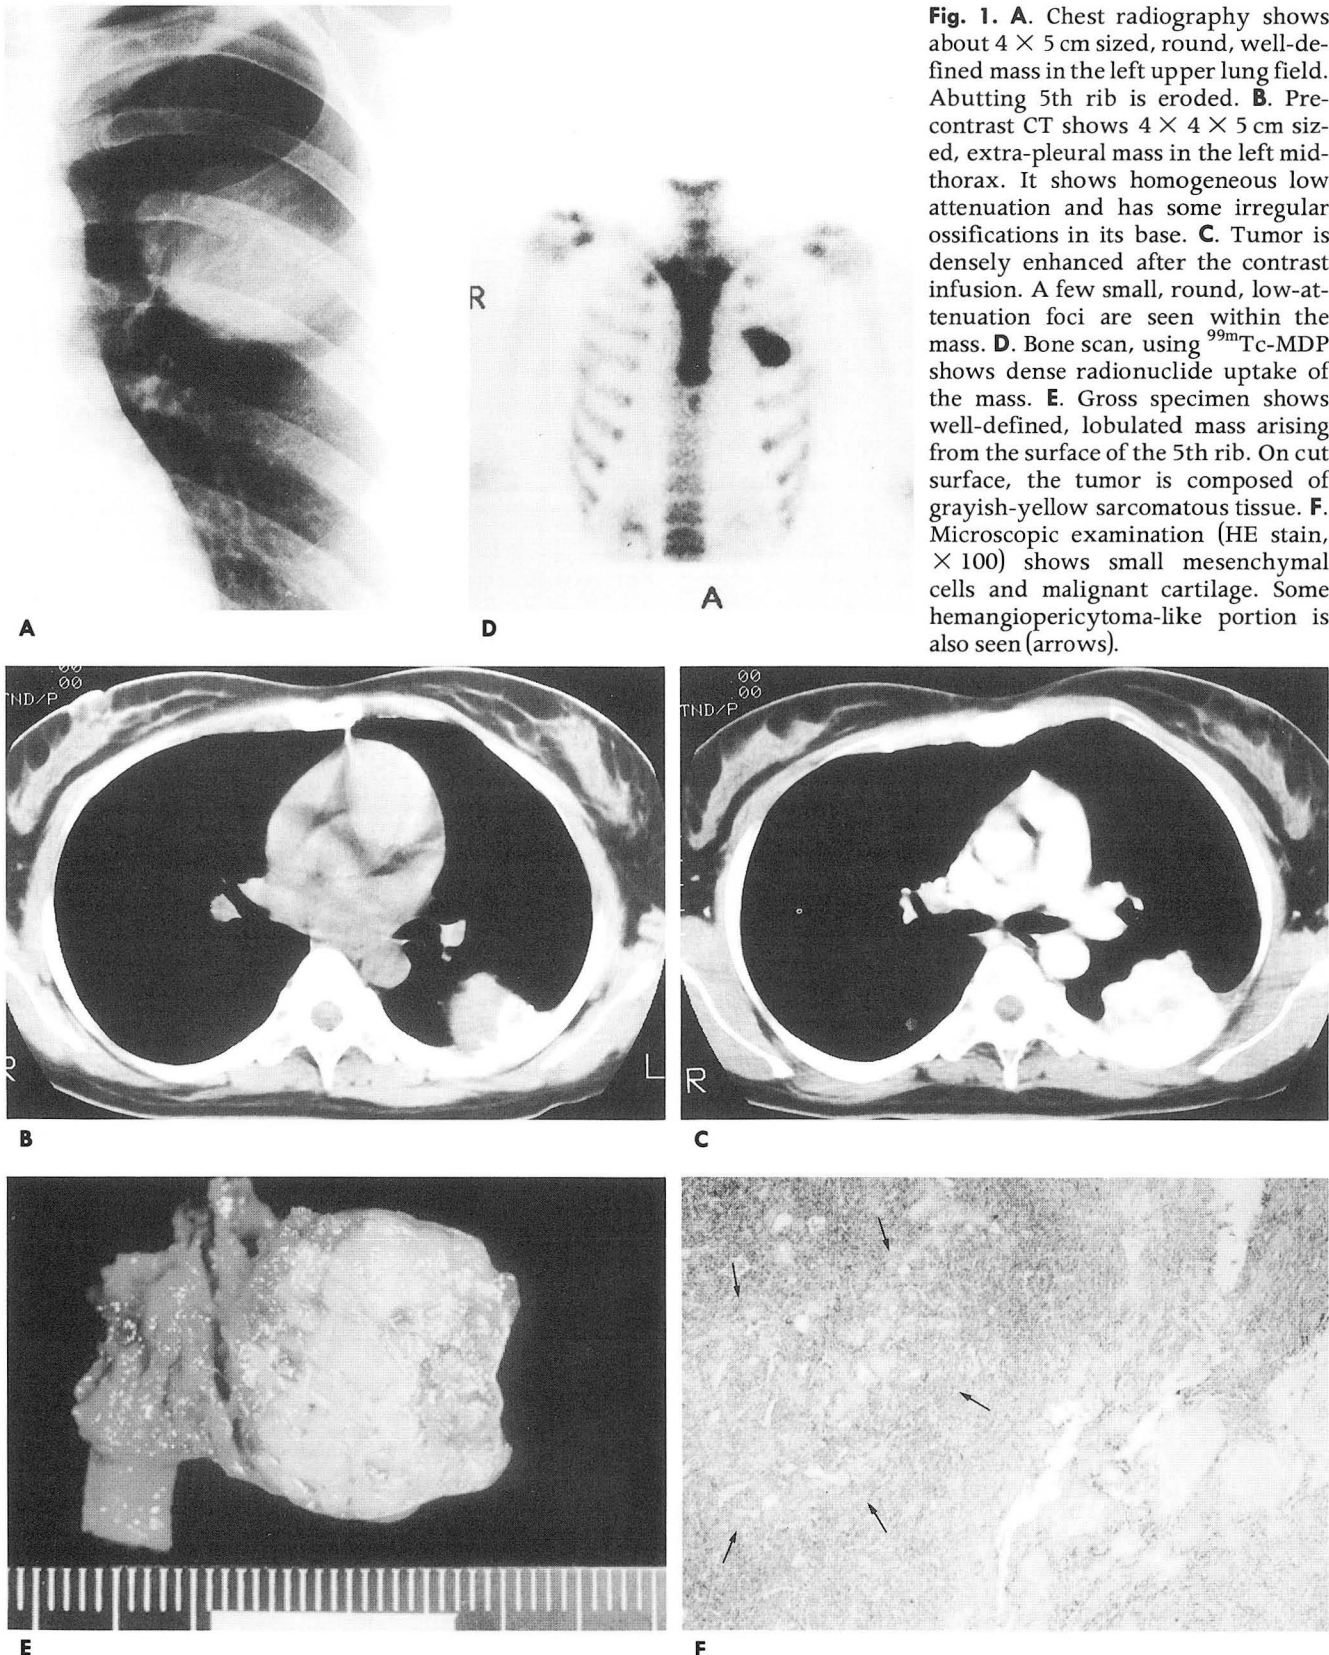 Fig. 1. A. Chest radiography shows
about 4 × 5 cm sized, round, well-de-
fined mass in the left upper lung field.
Abutting 5th rib is eroded. B. Pre-
contrast CT shows 4 × 4 × 5 cm siz-
ed, extra-pleural mass in the left mid-
thorax. It shows homogeneous low
attenuation and has some irregular
ossifications in its base. C. Tumor is
densely enhanced after the contrast
infusion. A few small, round, low-at-
tenuation foci are seen within the
mass. D. Bone scan, using 99mTc-MDP
shows dense radionuclide uptake of
the mass. E. Gross specimen shows
well-defined, lobulated mass arising
from the surface of the 5th rib. On cut
surface, the tumor is composed of
grayish-yellow sarcomatous tissue. F.
Microscopic examination (HE stain,
× 100) shows small mesenchymal
cells and malignant cartilage. Some
hemangiopericytoma-like portion is
also seen (arrows).
R
A
A
D
00
00
TND/P
R
L
B
00
00
TND/P
R
C
E
F